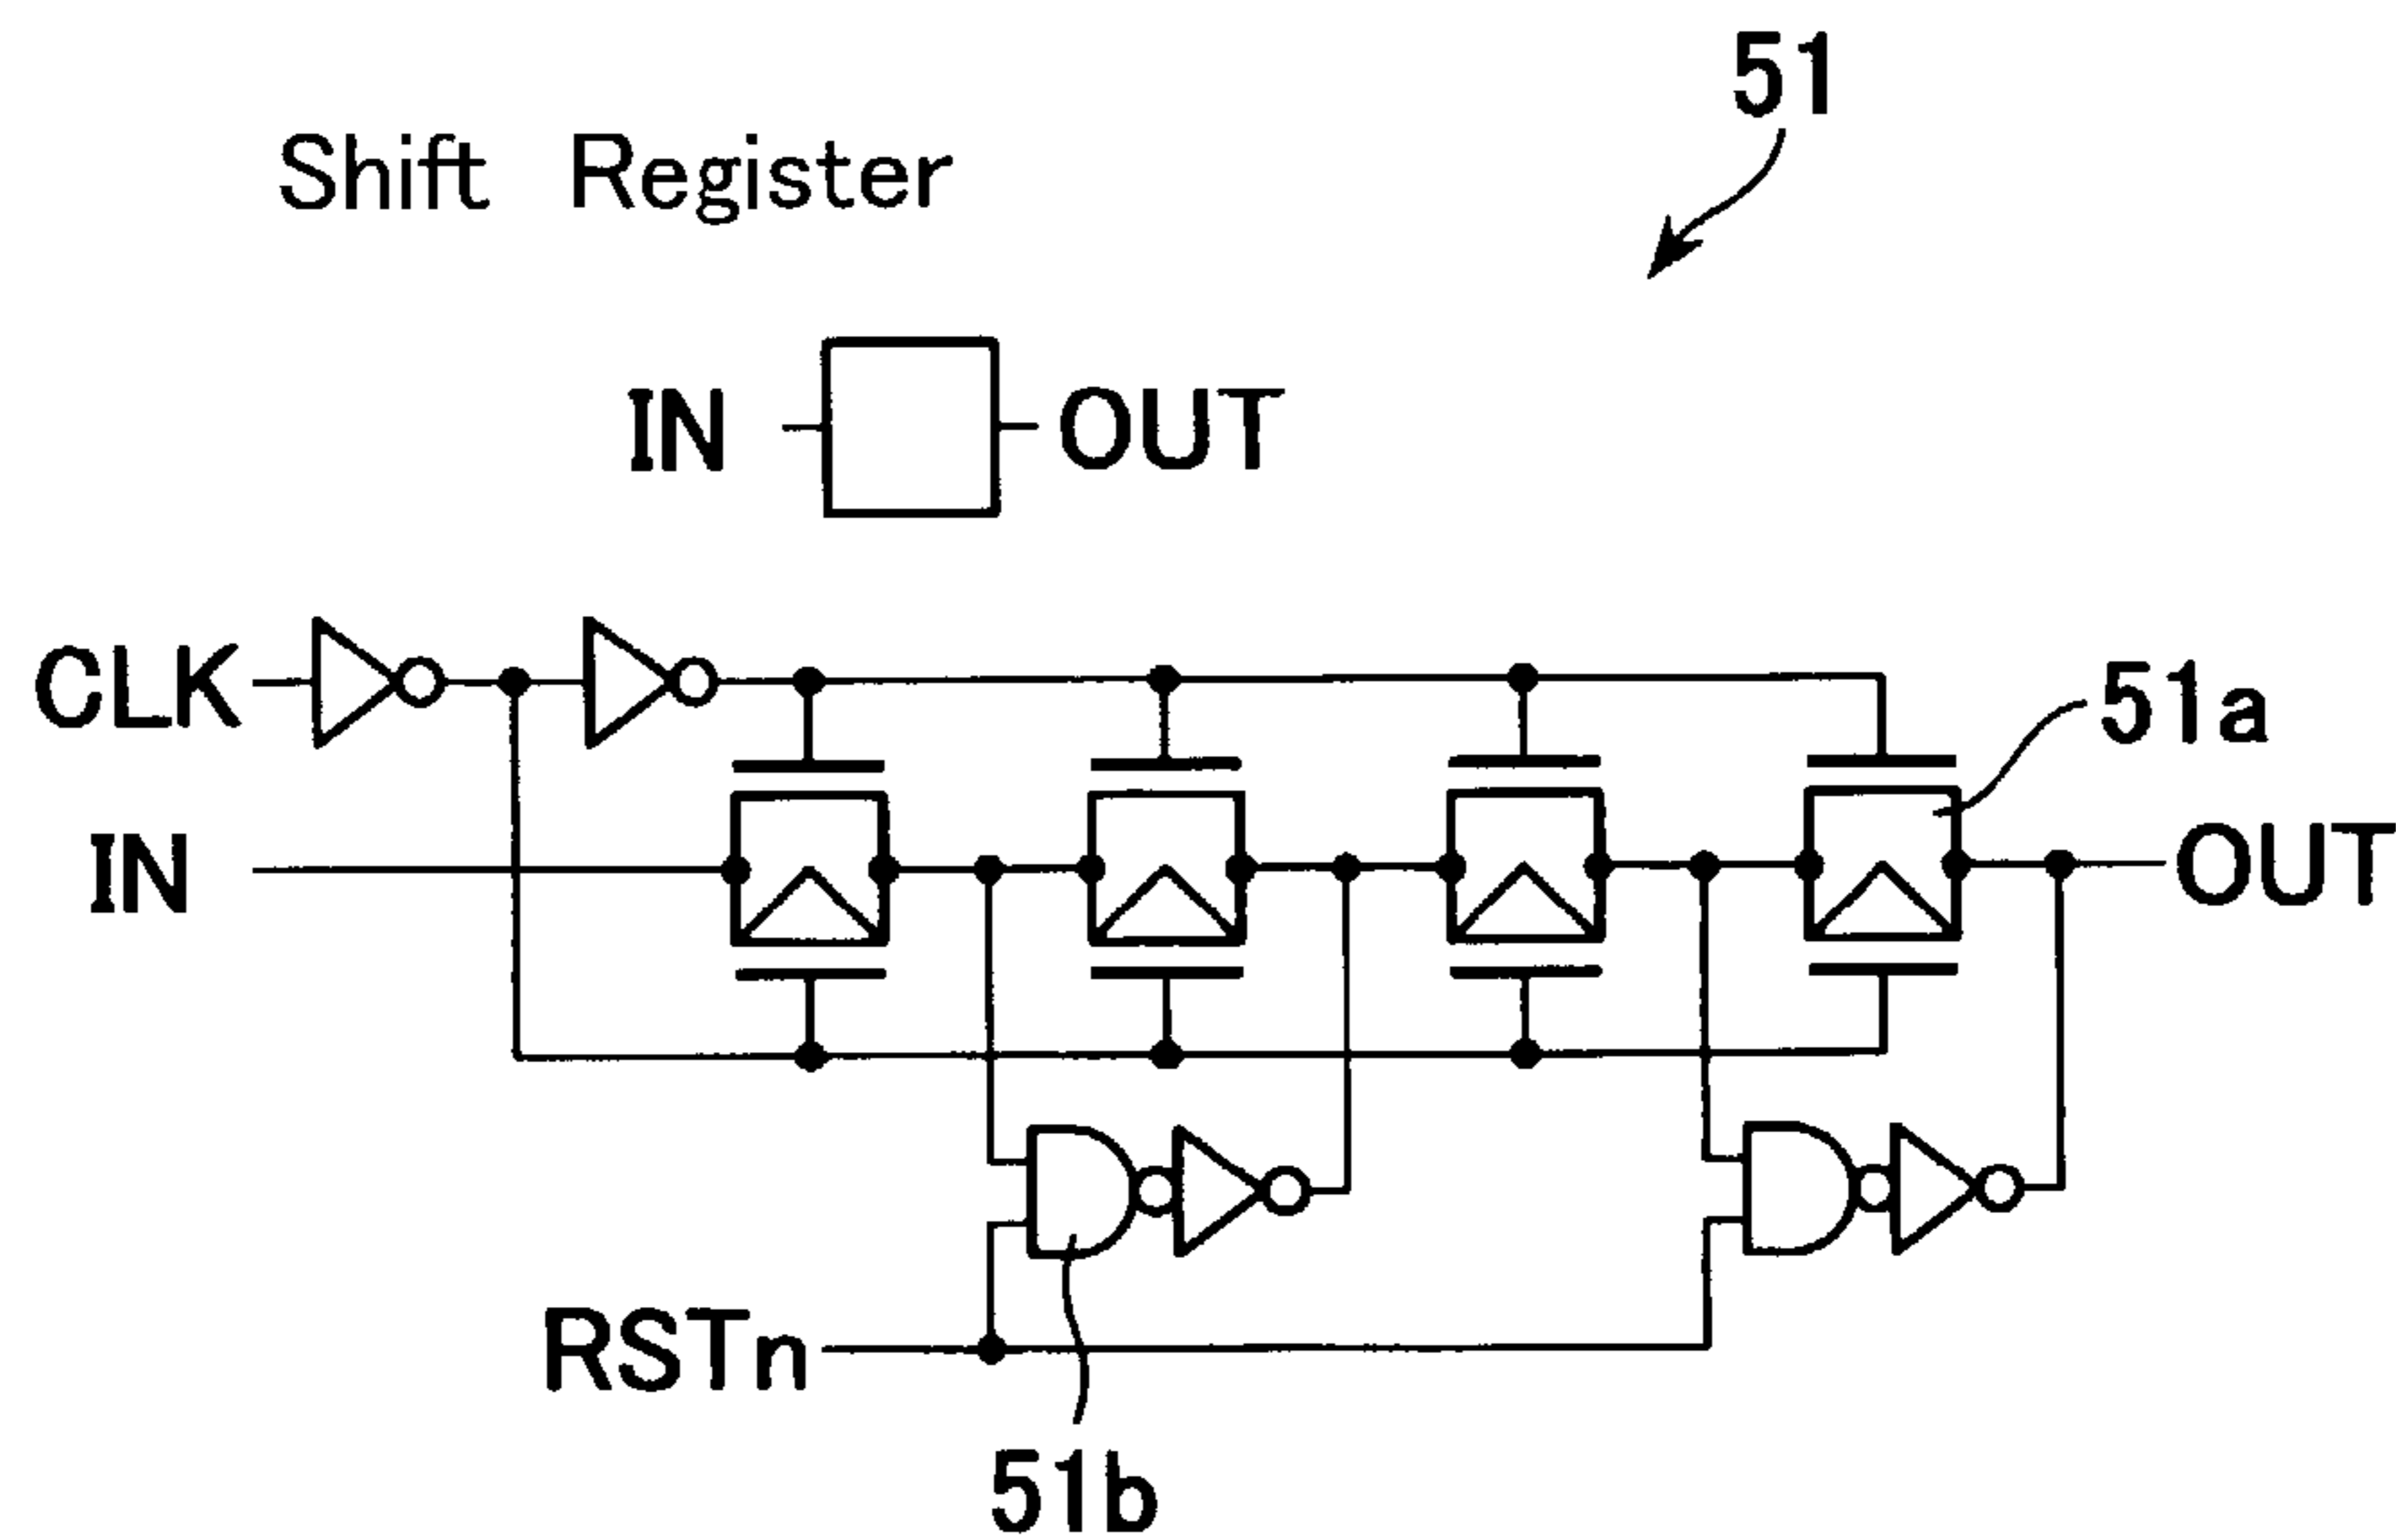 51
Shift Register
IN OUT
CLK
51a
IN OUT
RSTn
51b